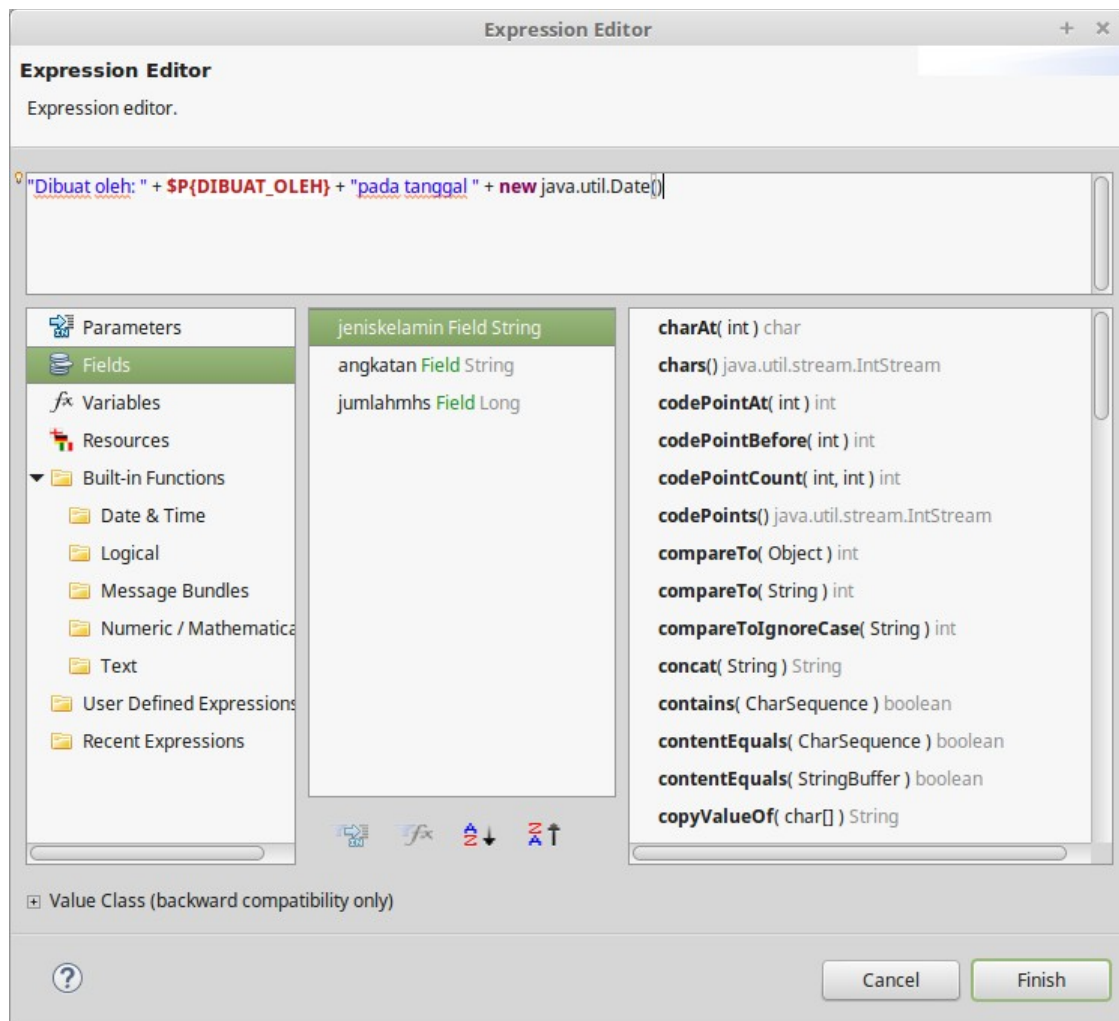 Expression Editor
Expression Editor
Expression editor.
"Dibuat oleh: " + $P{DIBUAT_OLEH} + "pada tanggal " + new java.util.Date()
Parameters
Fields
Variables
Resources
Built-in Functions
Date & Time
Logical
Message Bundles
Numeric / Mathematica
Text
User Defined Expressions
Recent Expressions
jeniskelamin Field String
angkatan Field String
jumlahmhs Field Long
charAt( int ) char
chars() java.util.stream.IntStream
codePointAt( int ) int
codePointBefore( int ) int
codePointCount( int, int ) int
codePoints() java.util.stream.IntStream
compareTo( Object ) int
compareTo( String ) int
compareToIgnoreCase( String ) int
concat( String ) String
contains( CharSequence ) boolean
contentEquals( CharSequence ) boolean
contentEquals( StringBuffer ) boolean
copyValueOf( char[] ) String
Value Class (backward compatibility only)
Cancel
Finish